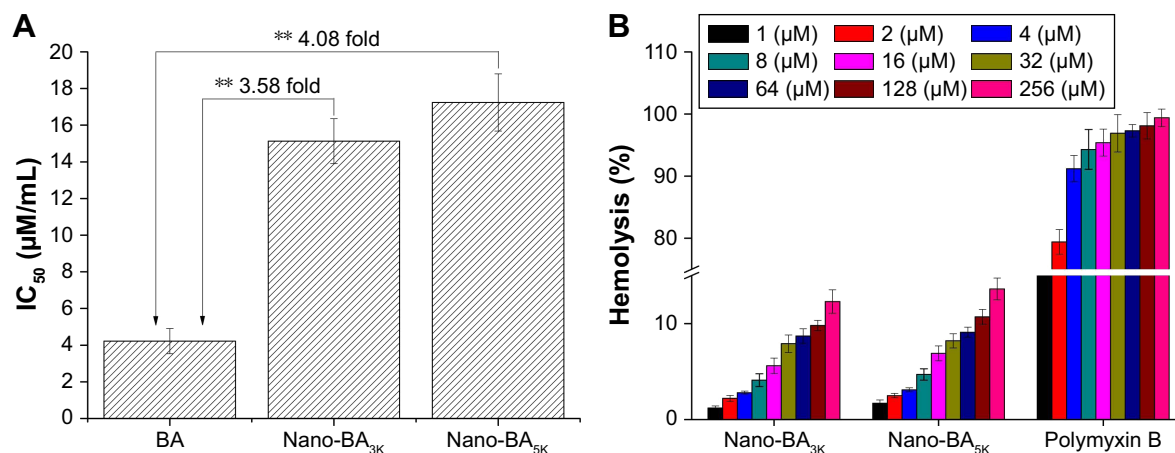 A
20
18
16
14
12
10
8
6
4
2
0
IC50 (µM/mL)
** 4.08 fold
** 3.58 fold
BA
Nano-BA3K
Nano-BA5K
B
110
100
90
80
10
0
Hemolysis (%)
1 (µM) 2 (µM) 4 (µM)
8 (µM) 16 (µM) 32 (µM)
64 (µM) 128 (µM) 256 (µM)
Nano-BA3K
Nano-BA5K
Polymyxin B